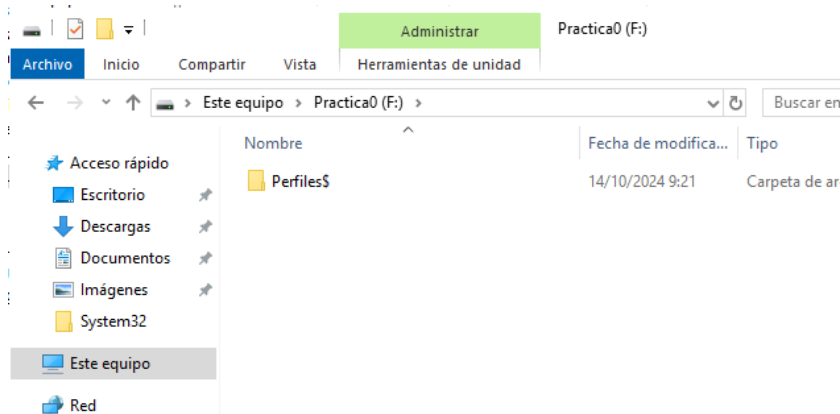 Administrar Practica0 (F:)
Archivo Inicio Compartir Vista Herramientas de unidad
Este equipo Practica0 (F:) Buscar en
Nombre Fecha de modifica... Tipo
Acceso rápido
Perfiles$ 14/10/2024 9:21 Carpeta de ar
Escritorio
Descargas
Documentos
Imágenes
System32
Este equipo
Red